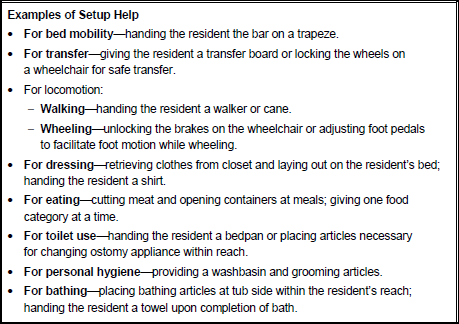 Examples of Setup Help
• For bed mobility—handing the resident the bar on a trapeze.
• For transfer—giving the resident a transfer board or locking the wheels on
a wheelchair for safe transfer.
• For locomotion:
– Walking—handing the resident a walker or cane.
– Wheeling—unlocking the brakes on the wheelchair or adjusting foot pedals
to facilitate foot motion while wheeling.
• For dressing—retrieving clothes from closet and laying out on the resident's bed;
handing the resident a shirt.
• For eating—cutting meat and opening containers at meals; giving one food
category at a time.
• For toilet use—handing the resident a bedpan or placing articles necessary
for changing ostomy appliance within reach.
• For personal hygiene—providing a washbasin and grooming articles.
• For bathing—placing bathing articles at tub side within the resident's reach;
handing the resident a towel upon completion of bath.